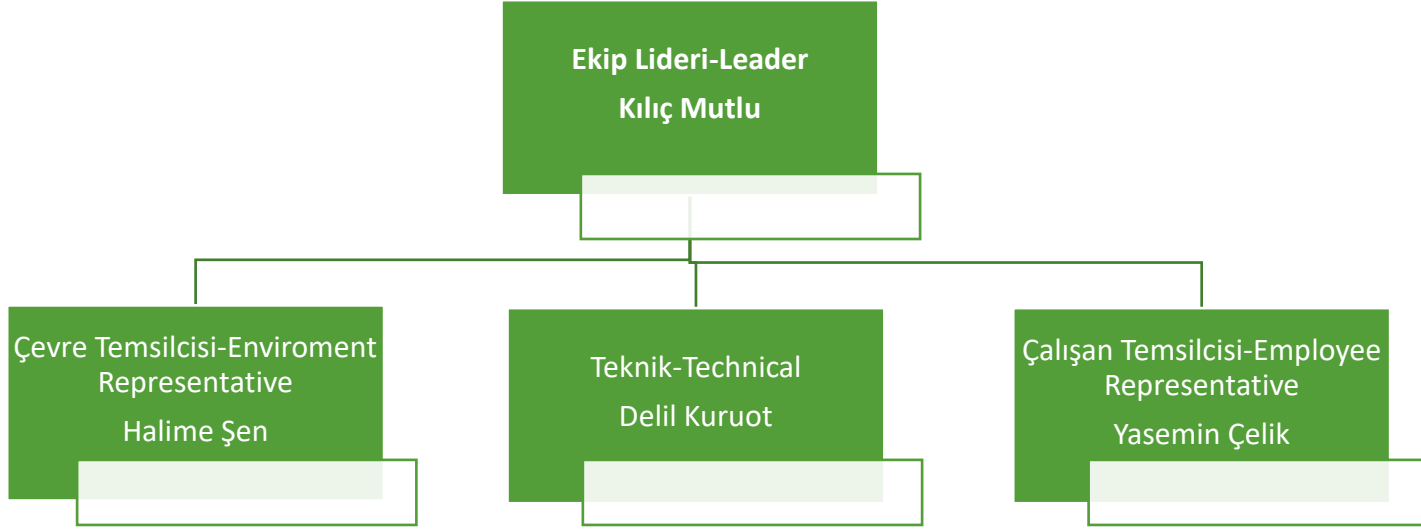 Ekip Lideri-Leader
Kılıç Mutlu
Çevre Temsilcisi-Enviroment
Representative
Halime Şen
Teknik-Technical
Delil Kuruot
Çalışan Temsilcisi-Employee
Representative
Yasemin Çelik